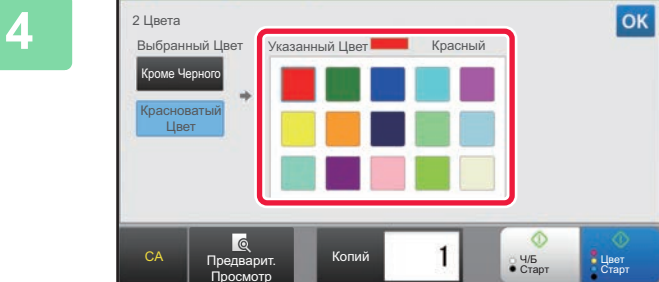 4
2 Цвета
OK
Выбранный Цвет
Указанный Цвет
Красный
Кроме Черного
Красноватый
Цвет
CA
Предварит.
Просмотр
Копий
1
Ч/Б
Старт
Цвет
Старт